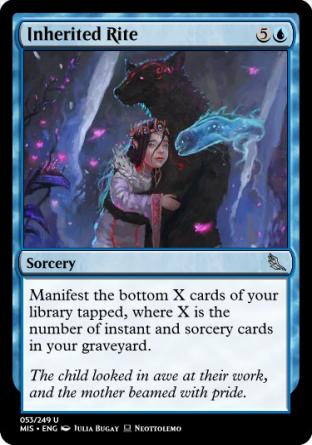 Inherited Rite 5
Sorcery
Manifest the bottom X cards of your
library tapped, where X is the
number of instant and sorcery cards
in your graveyard.
The child looked in awe at their work,
and the mother beamed with pride.
053/249 U
MIS • ENG JULIA BUGAY NEOTTOLEMO